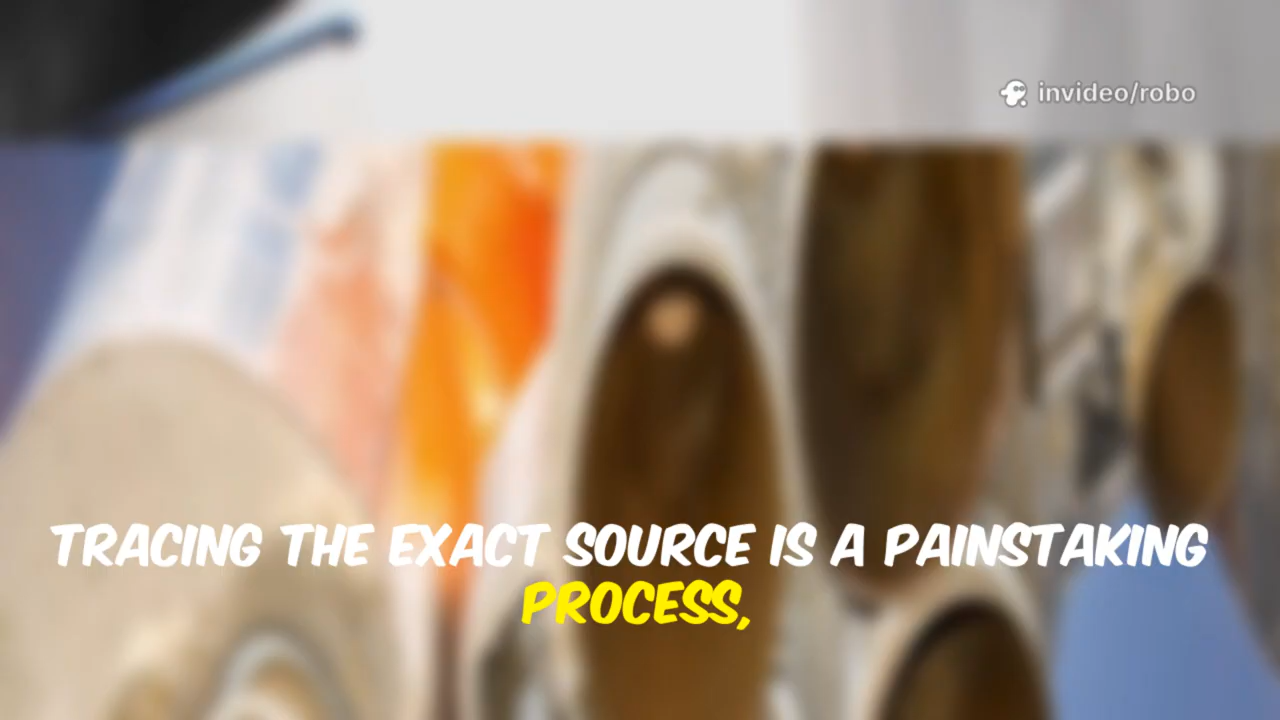 invideo/robo
TRACING THE EXACT SOURCE IS A PAINSTAKING
PROCESS,